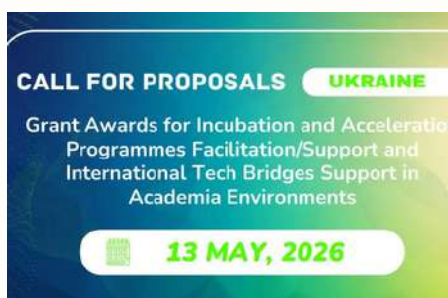 CALL FOR PROPOSALS UKRAINE
Grant Awards for Incubation and Acceleratio
Programmes Facilitation/Support and
International Tech Bridges Support in
Academia Environments
13 MAY, 2026